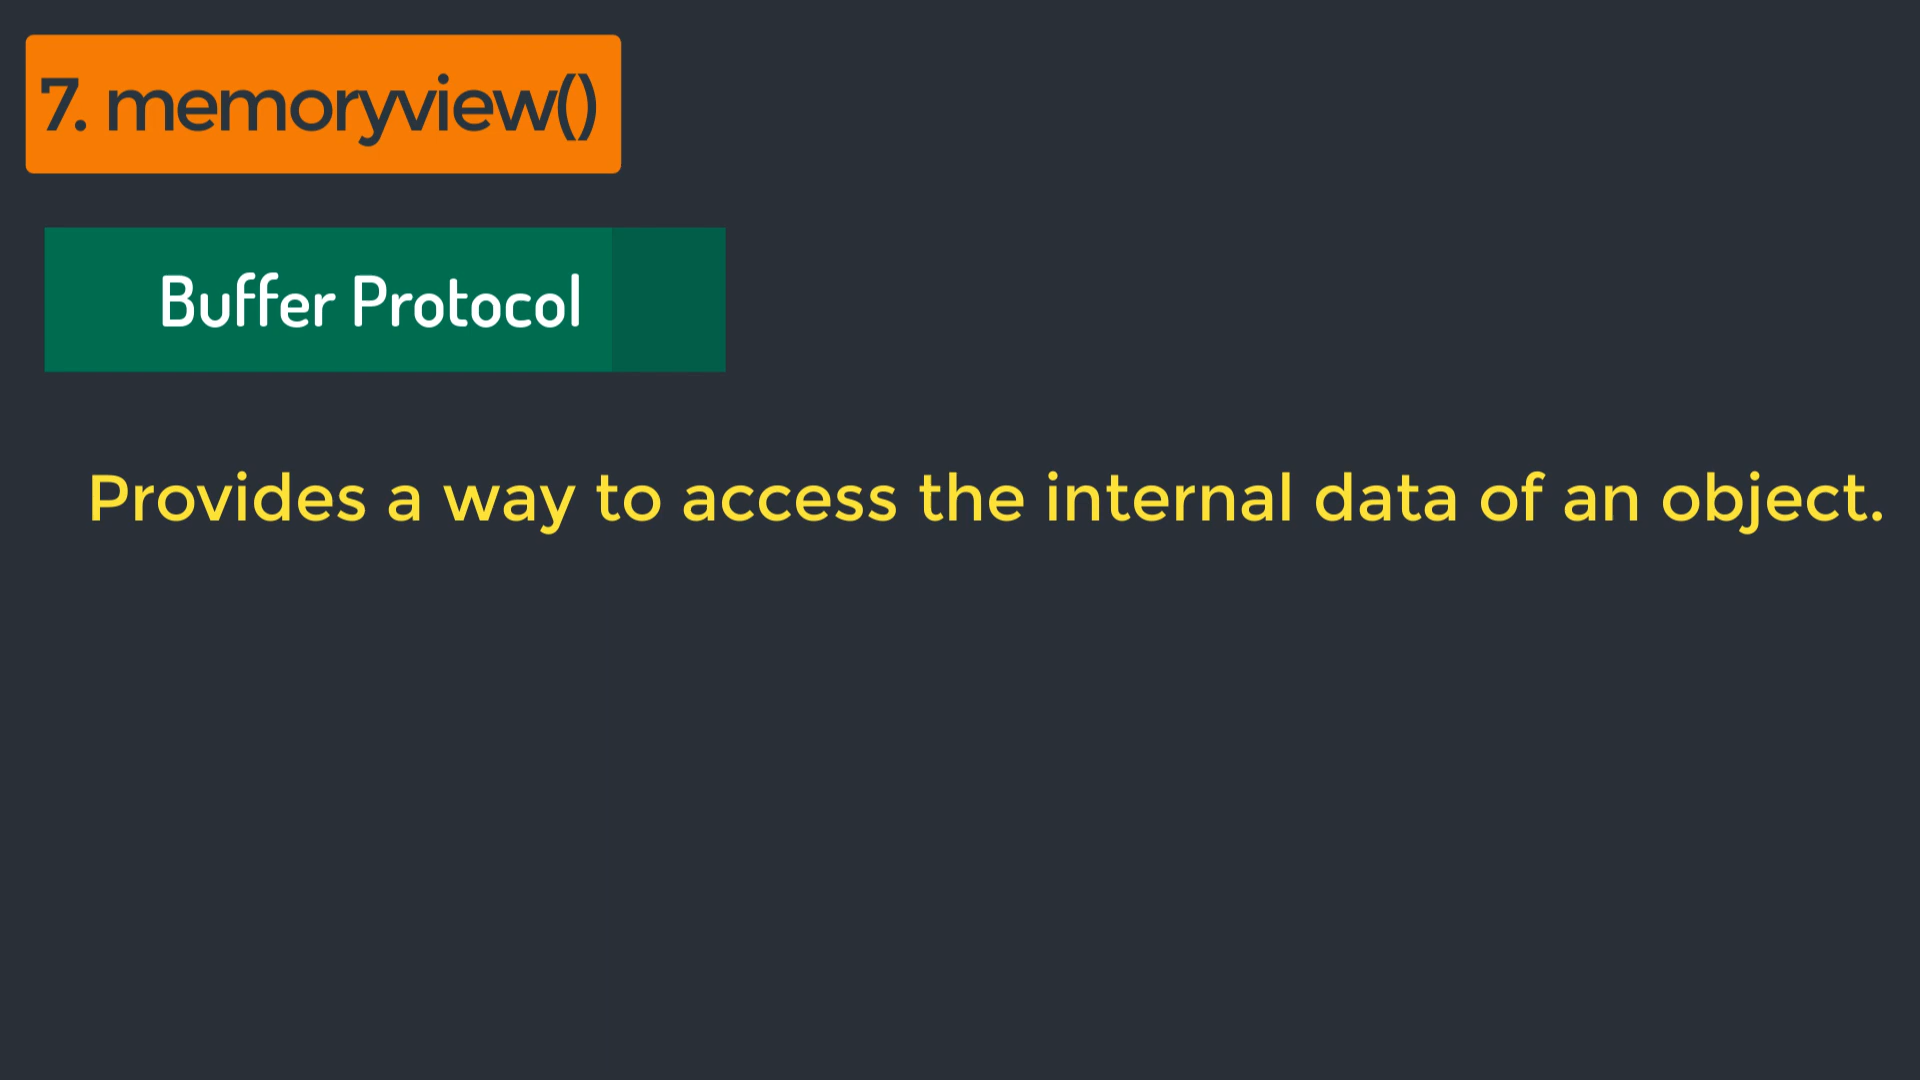 7. memoryview()
Buffer Protocol
Provides a way to access the internal data of an object.